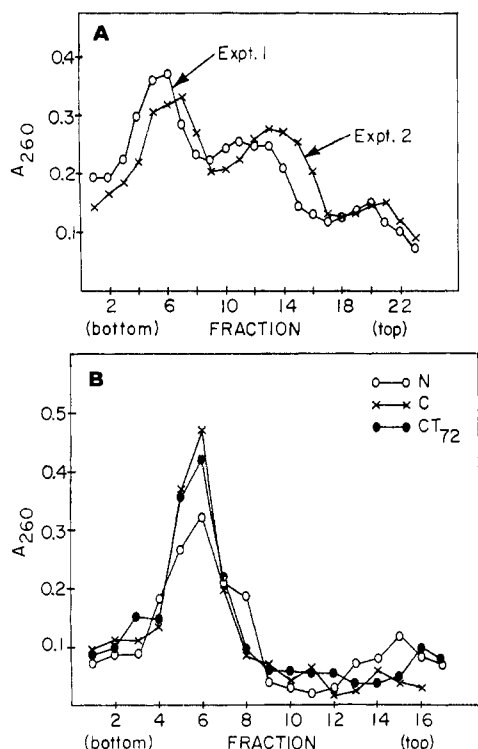 A
Expt. 1
Expt. 2
A260
0.4
0.3
0.2
0.1
2 6 10 14 18 22
(bottom) FRACTION (top)
B
N
C
CT72
A260
0.5
0.4
0.3
0.2
0.1
2 4 6 8 10 12 14 16
(bottom) FRACTION (top)